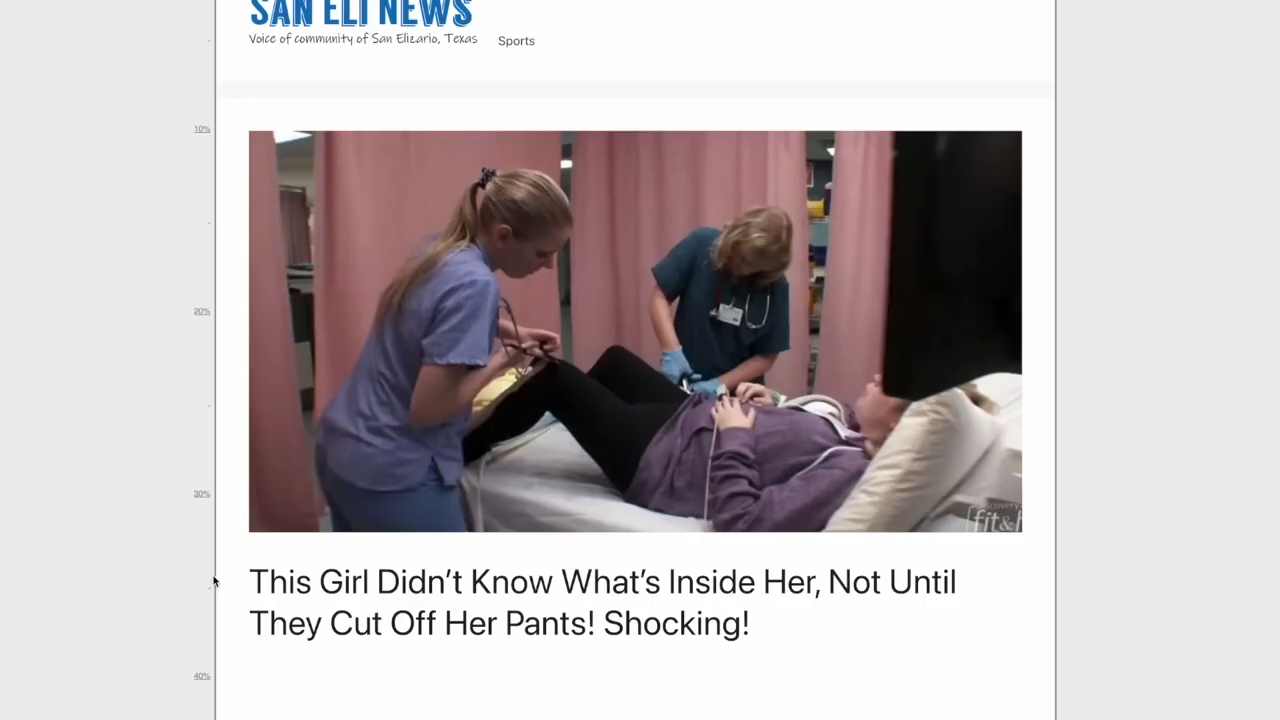 SAN ELI NEWS
Voice of community of San Elizario, Texas
Sports
10%
20%
30%
fit&
This Girl Didn't Know What's Inside Her, Not Until
They Cut Off Her Pants! Shocking!
40%